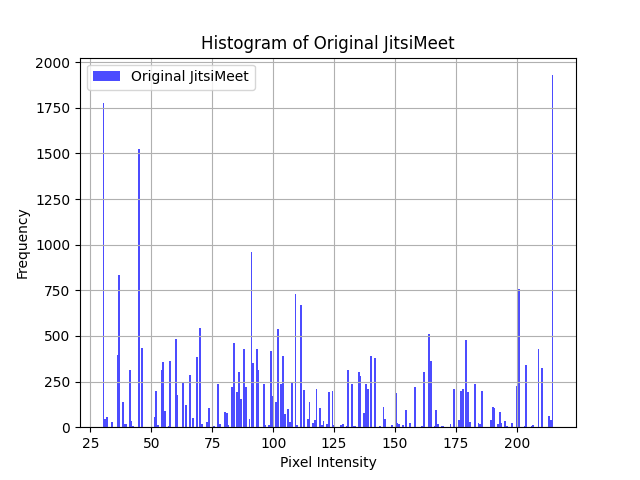 Histogram of Original JitsiMeet
Original JitsiMeet
2000
1750
1500
1250
1000
750
500
250
0
Frequency
25 50 75 100 125 150 175 200
Pixel Intensity